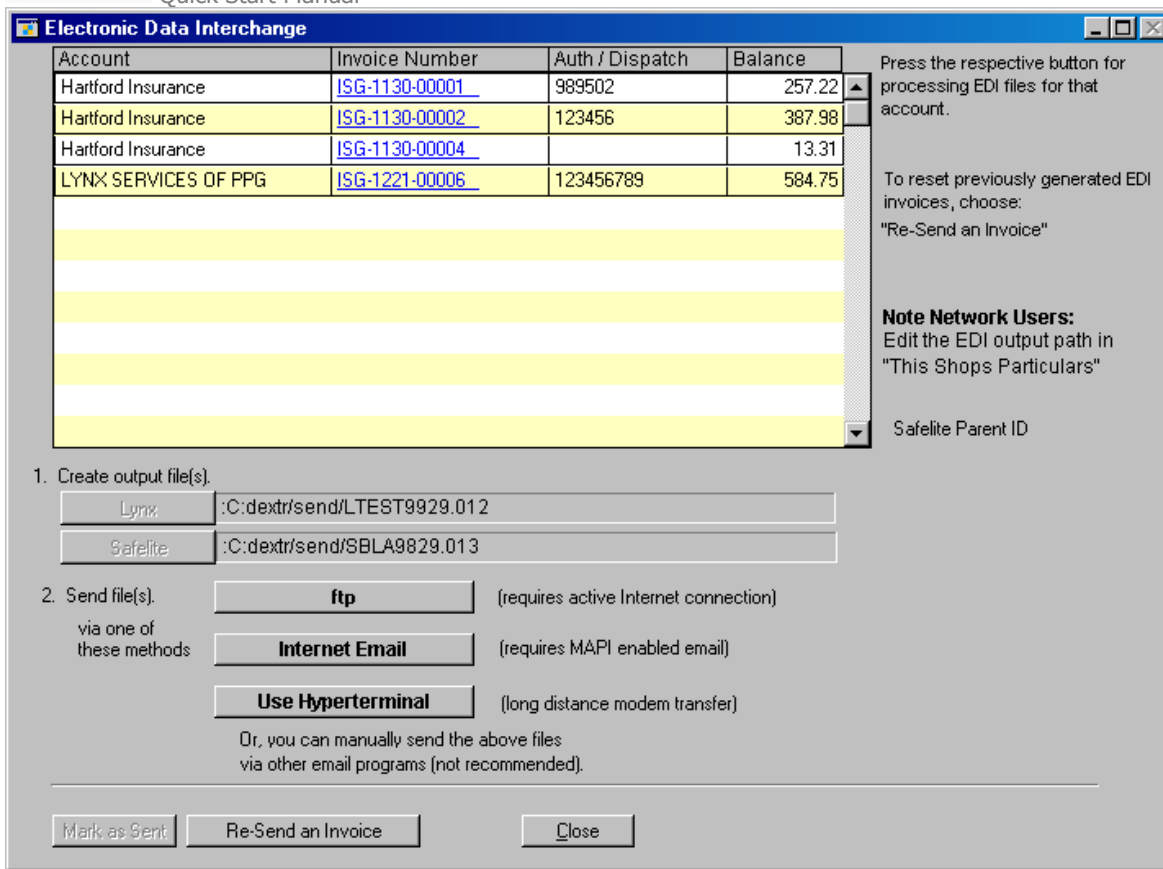 Quick Start Manual
Electronic Data Interchange
Account Invoice Number Auth / Dispatch Balance
Hartford Insurance ISG-1130-00001 989502 257.22
Hartford Insurance ISG-1130-00002 123456 387.98
Hartford Insurance ISG-1130-00004 13.31
LYNX SERVICES OF PPG ISG-1221-00006 123456789 584.75
Press the respective button for
processing EDI files for that
account.
To reset previously generated EDI
invoices, choose:
"Re-Send an Invoice"
Note Network Users:
Edit the EDI output path in
"This Shops Particulars"
Safelite Parent ID
1. Create output file(s).
Lynx :C:dextr/send/LTEST9929.012
Safelite :C:dextr/send/SBLA9829.013
2. Send file(s).
via one of
these methods
ftp (requires active Internet connection)
Internet Email (requires MAPI enabled email)
Use Hyperterminal (long distance modem transfer)
Or, you can manually send the above files
via other email programs (not recommended).
Mark as Sent Re-Send an Invoice Close